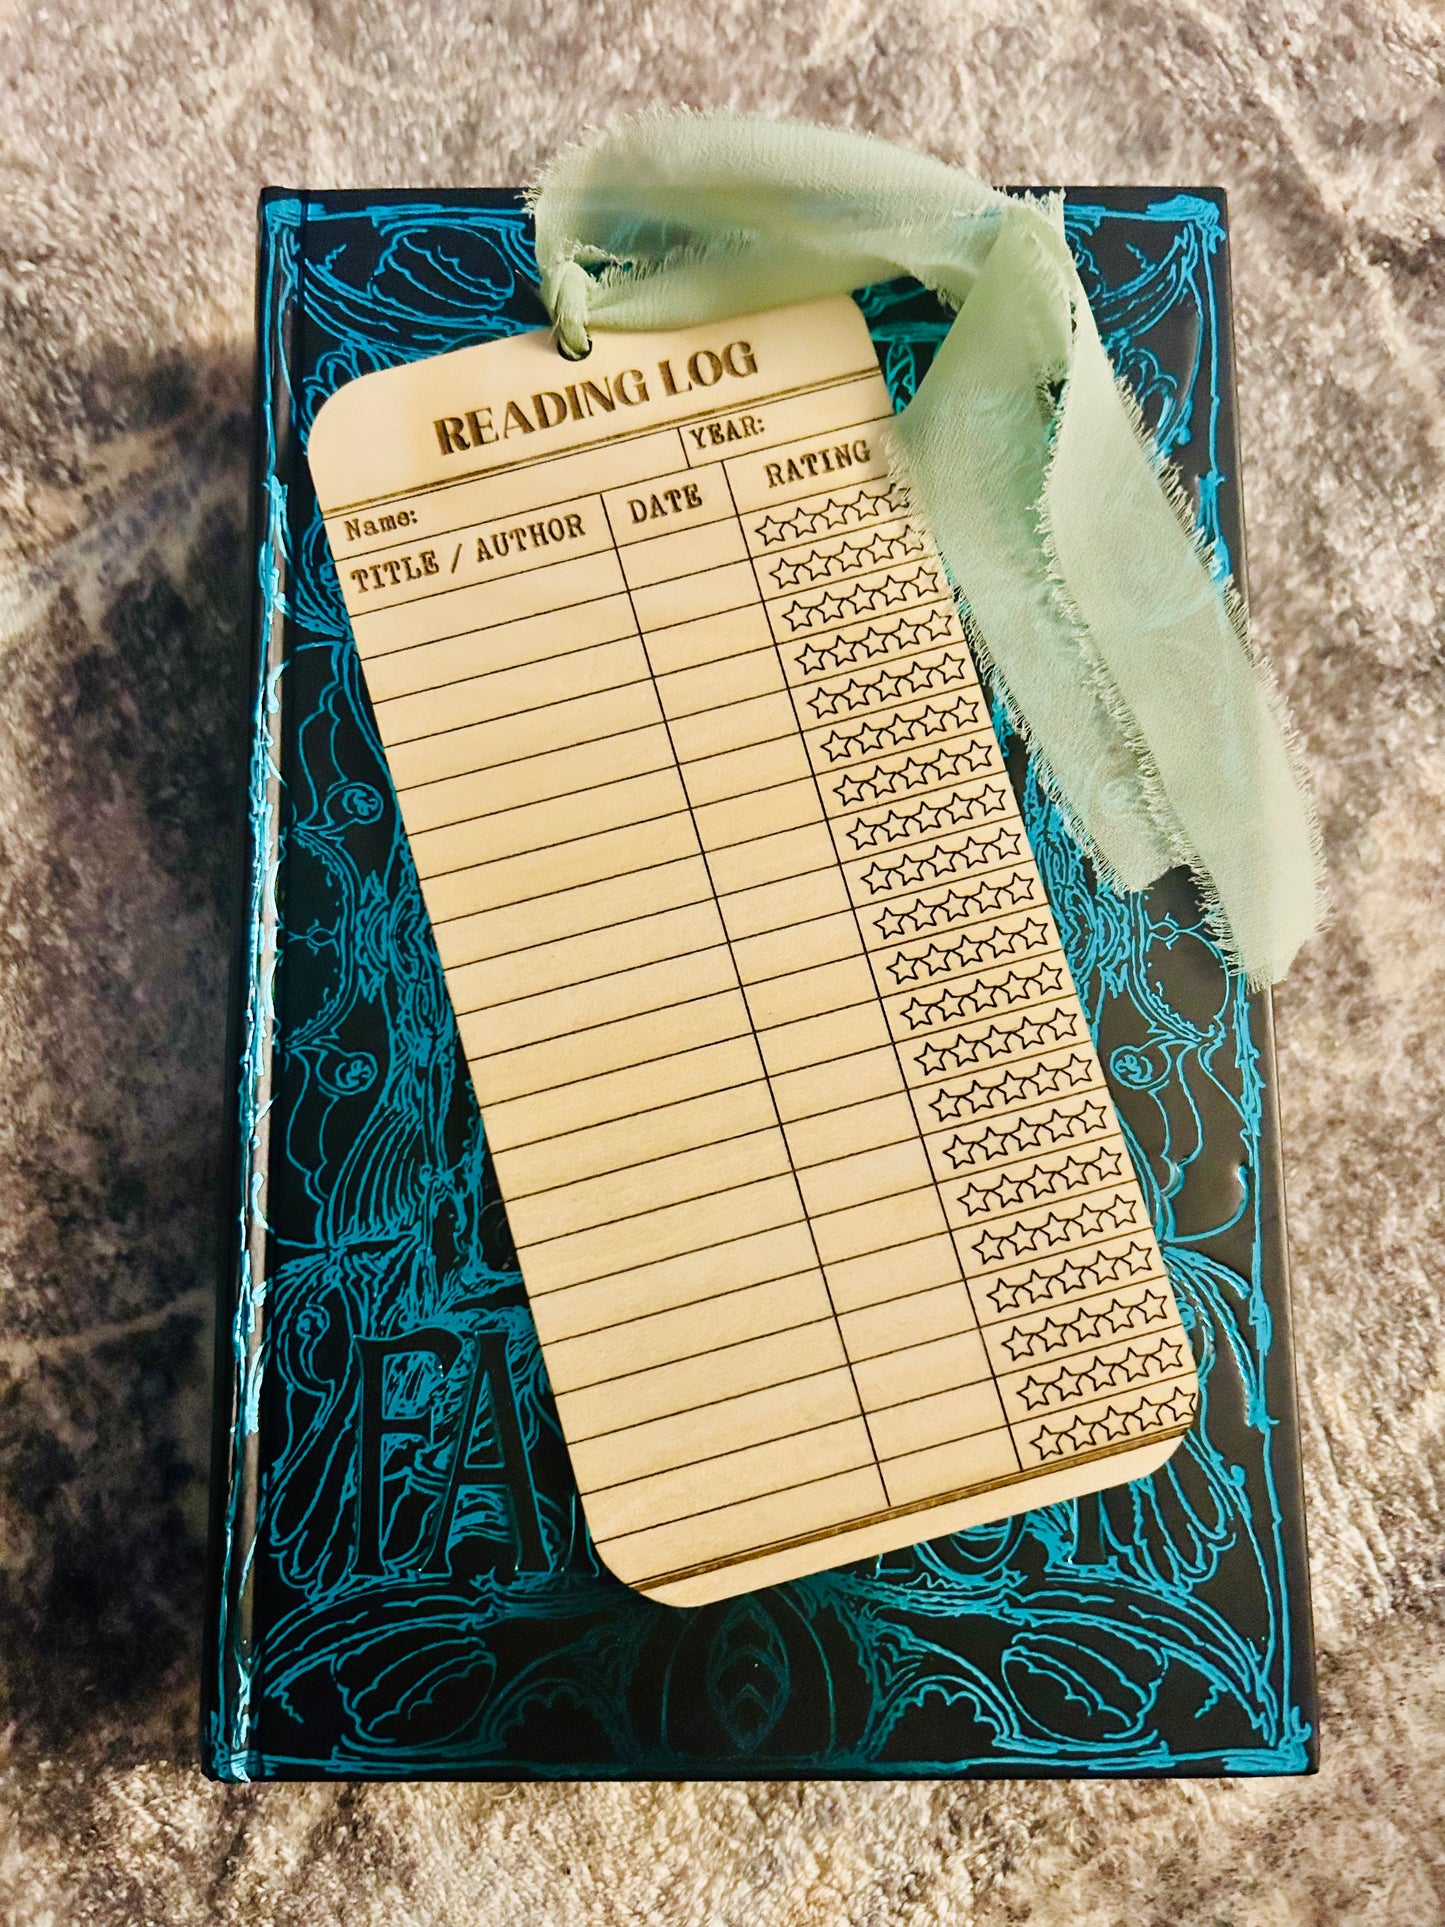 READING LOG
Name:
YEAR:
TITLE / AUTHOR
DATE
RATING